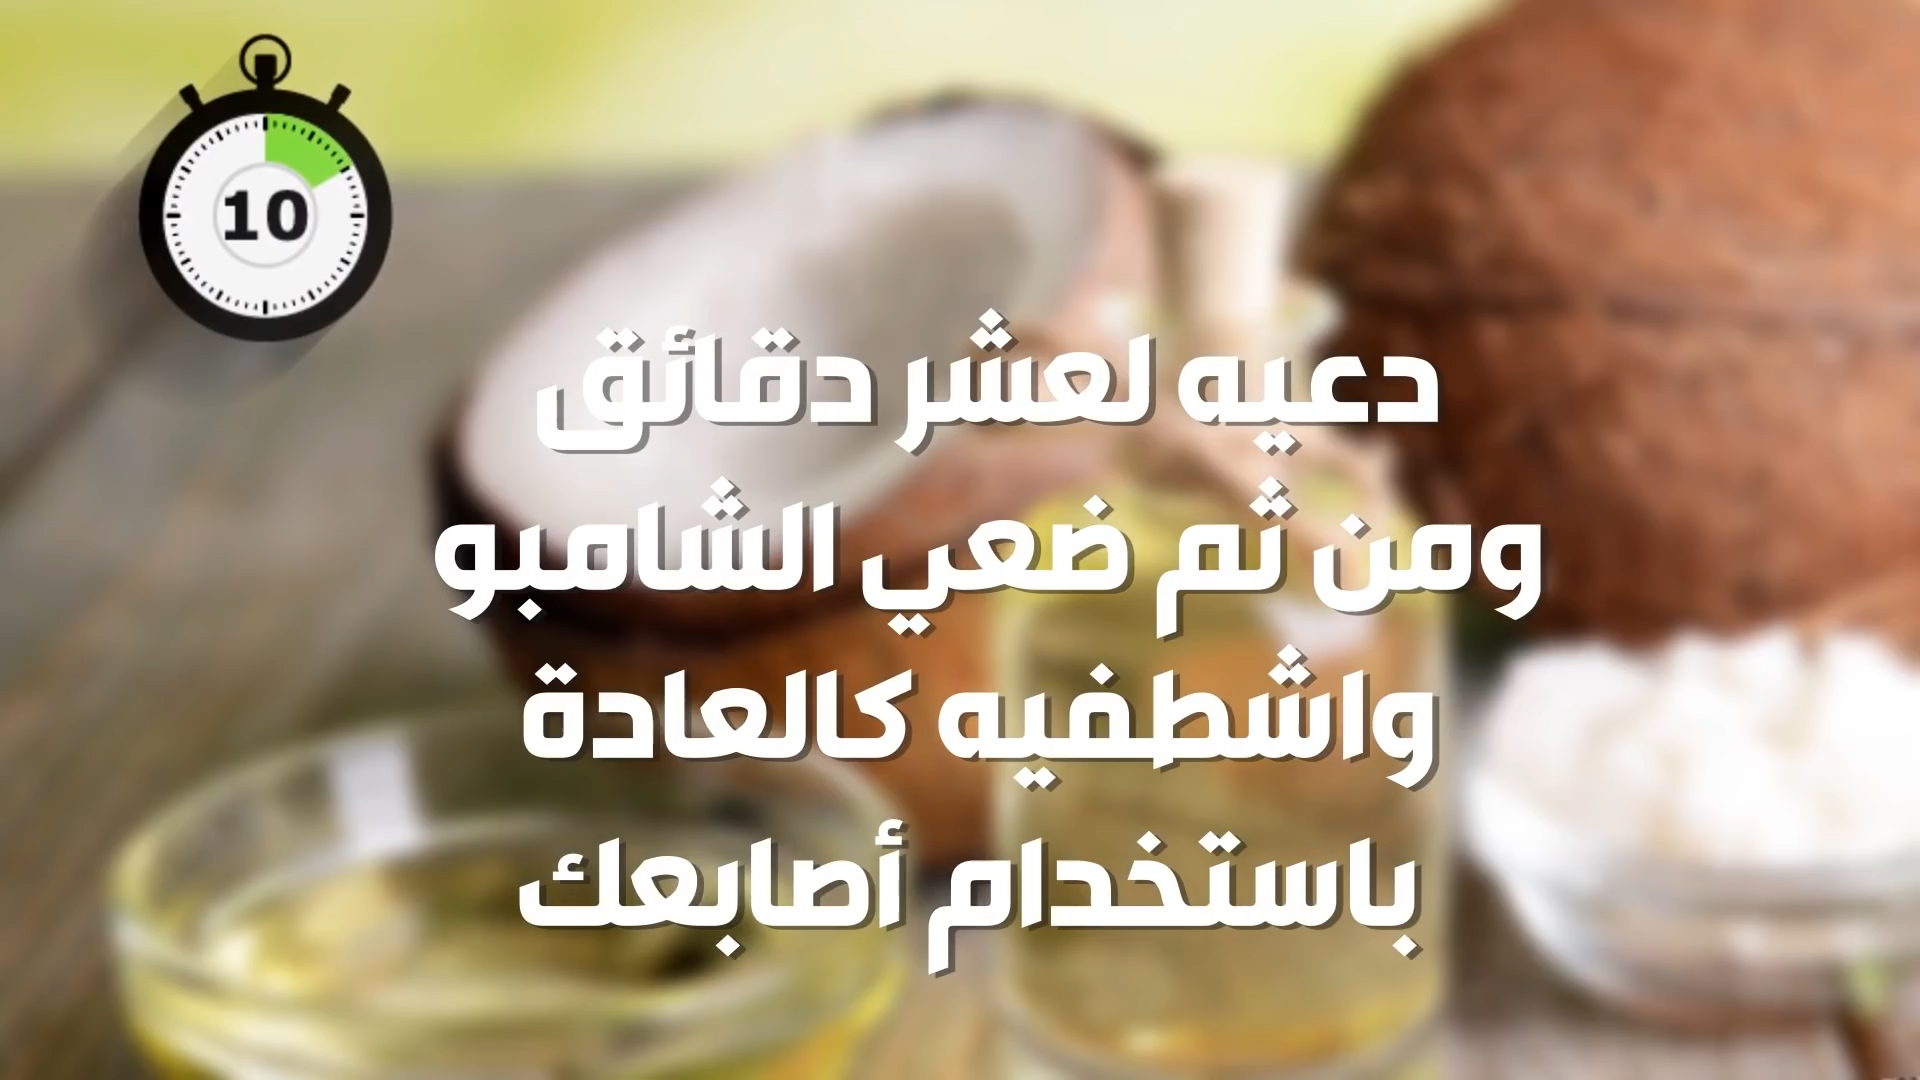 10
دعيه لعشر دقائق
ومن ثم ضعي الشامبو
واشطفيه كالعادة
باستخدام أصابعك